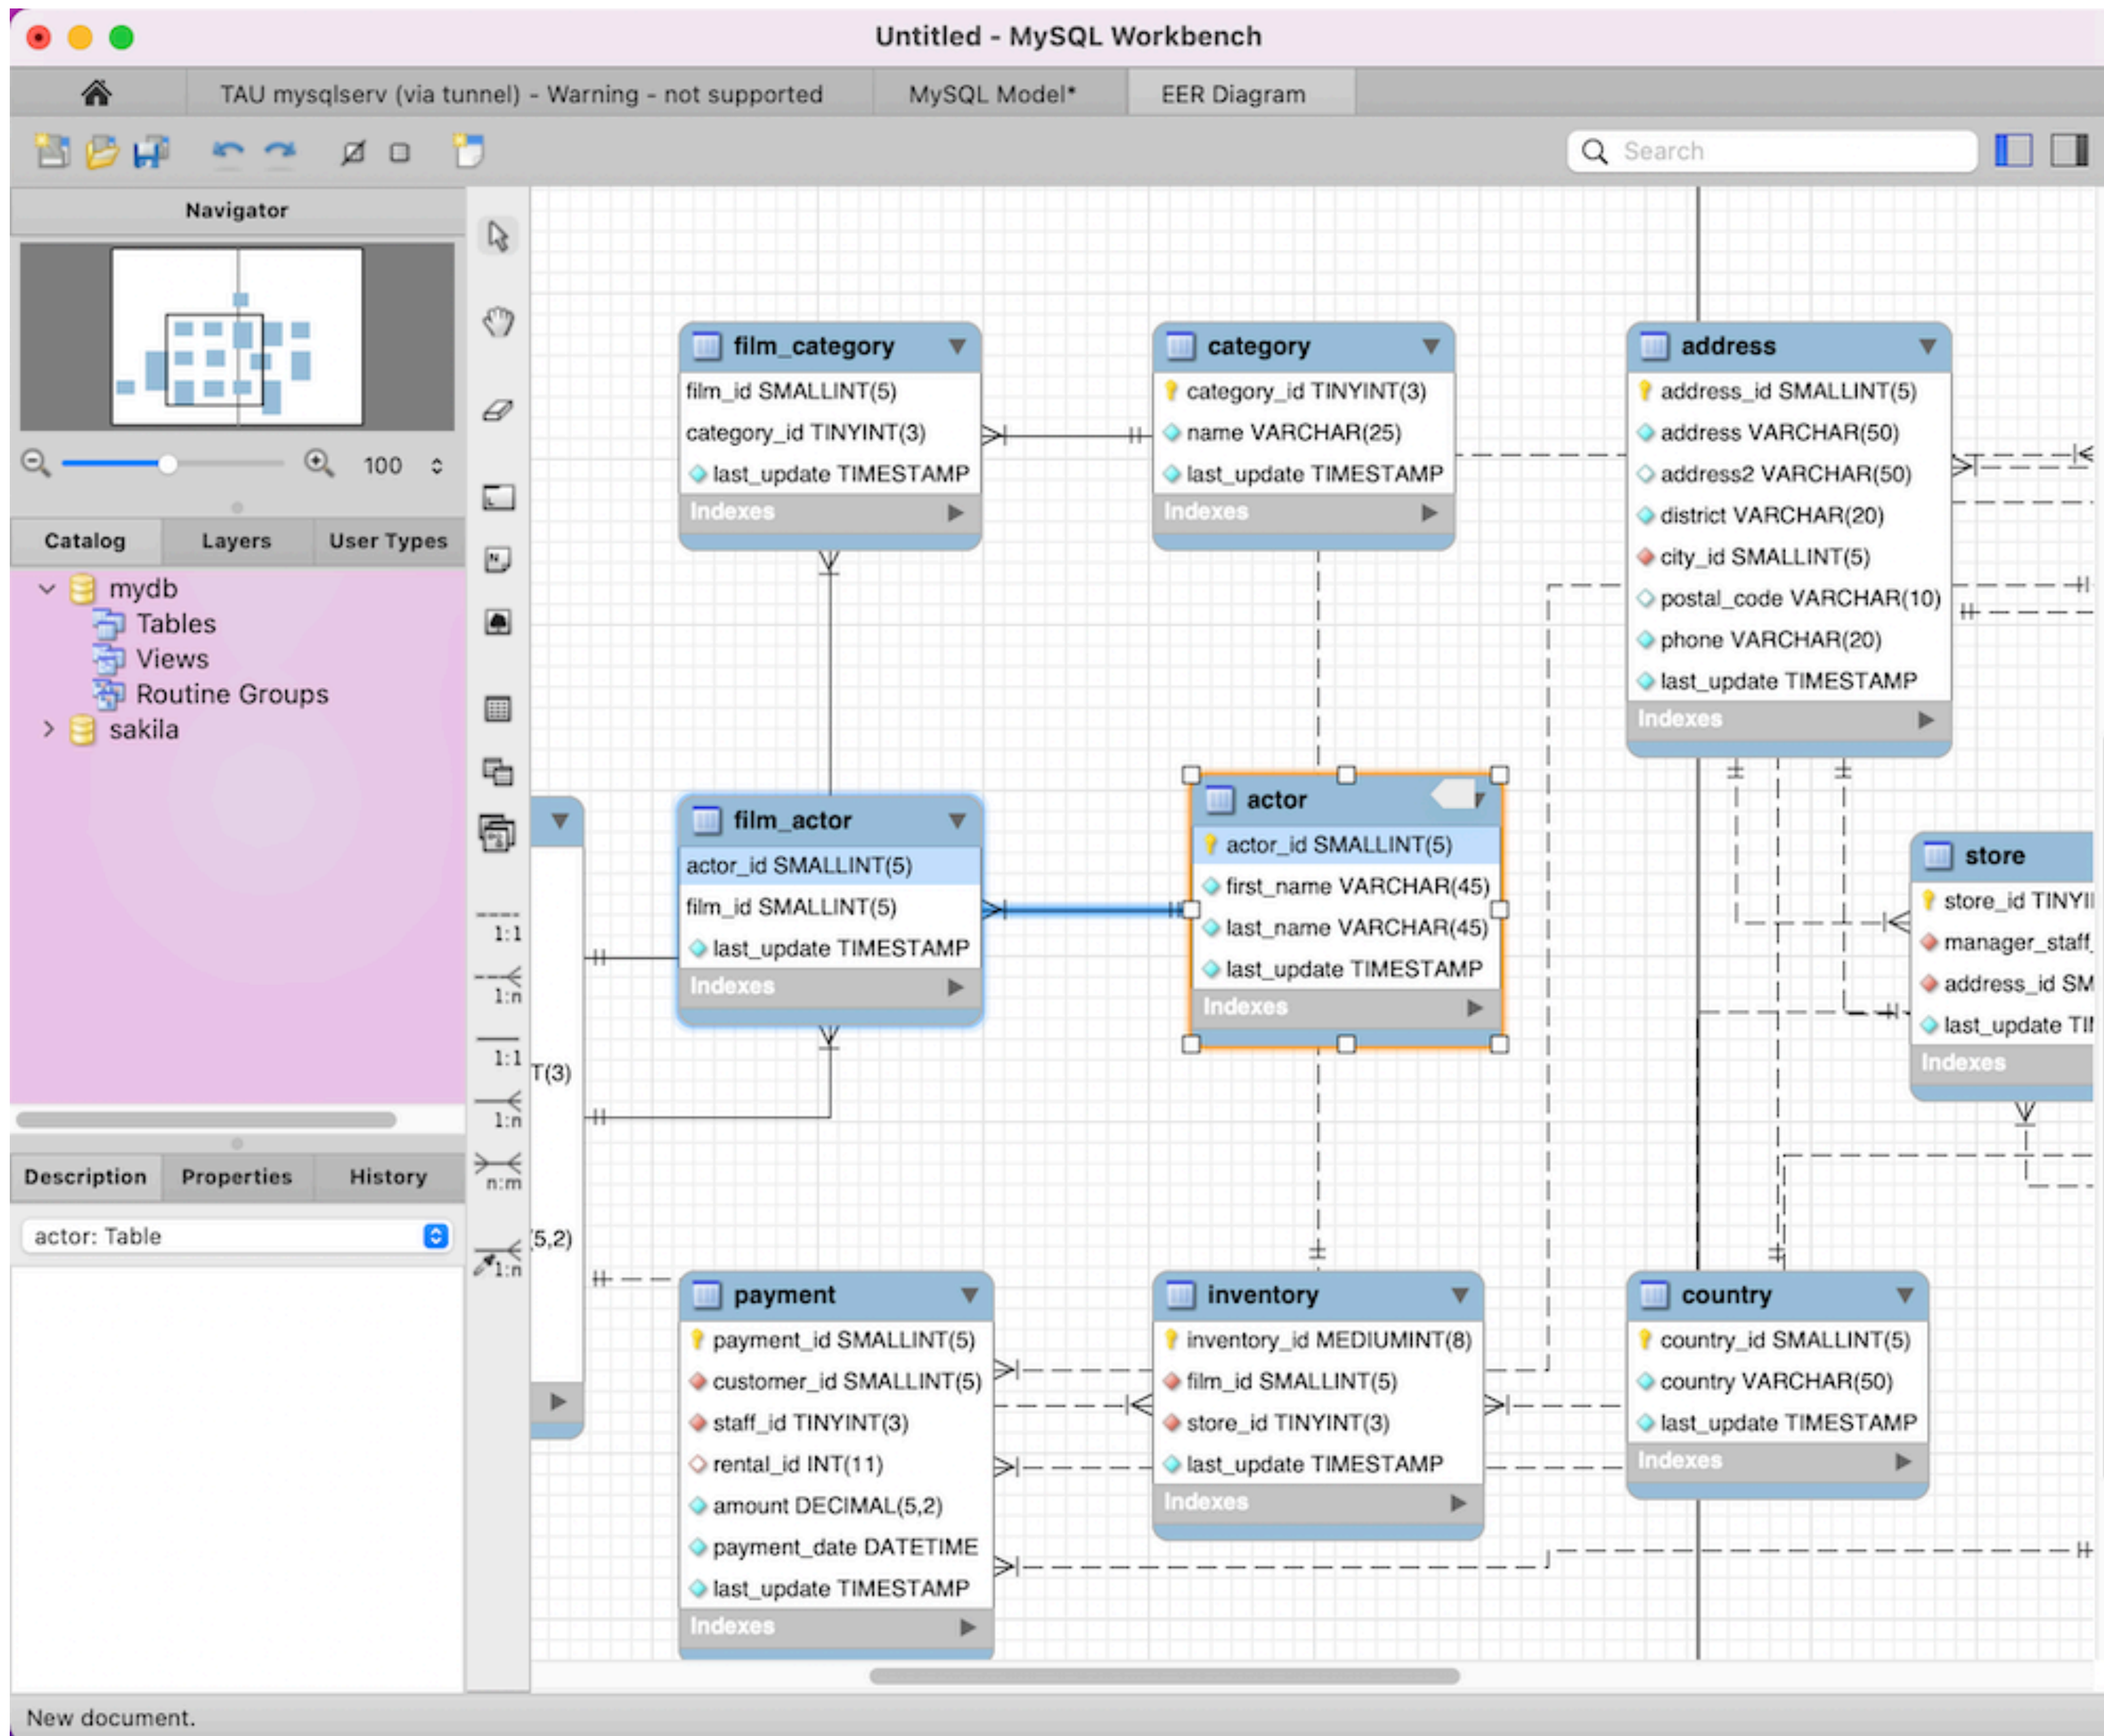 Untitled - MySQL Workbench
TAU mysqlserv (via tunnel) - Warning - not supported
MySQL Model*
EER Diagram
Search
Navigator
100
Catalog
Layers
User Types
mydb
Tables
Views
Routine Groups
sakila
Description
Properties
History
actor: Table
1:1
1:n
1:1
1:n
n:m
1:n
film_category
film_id SMALLINT(5)
category_id TINYINT(3)
last_update TIMESTAMP
Indexes
category
category_id TINYINT(3)
name VARCHAR(25)
last_update TIMESTAMP
Indexes
address
address_id SMALLINT(5)
address VARCHAR(50)
address2 VARCHAR(50)
district VARCHAR(20)
city_id SMALLINT(5)
postal_code VARCHAR(10)
phone VARCHAR(20)
last_update TIMESTAMP
Indexes
T(3)
(5,2)
film_actor
actor_id SMALLINT(5)
film_id SMALLINT(5)
last_update TIMESTAMP
Indexes
actor
actor_id SMALLINT(5)
first_name VARCHAR(45)
last_name VARCHAR(45)
last_update TIMESTAMP
Indexes
store
store_id TINYI
manager_staff_
address_id SM
last_update TI
Indexes
payment
payment_id SMALLINT(5)
customer_id SMALLINT(5)
staff_id TINYINT(3)
rental_id INT(11)
amount DECIMAL(5,2)
payment_date DATETIME
last_update TIMESTAMP
Indexes
inventory
inventory_id MEDIUMINT(8)
film_id SMALLINT(5)
store_id TINYINT(3)
last_update TIMESTAMP
Indexes
country
country_id SMALLINT(5)
country VARCHAR(50)
last_update TIMESTAMP
Indexes
New document.